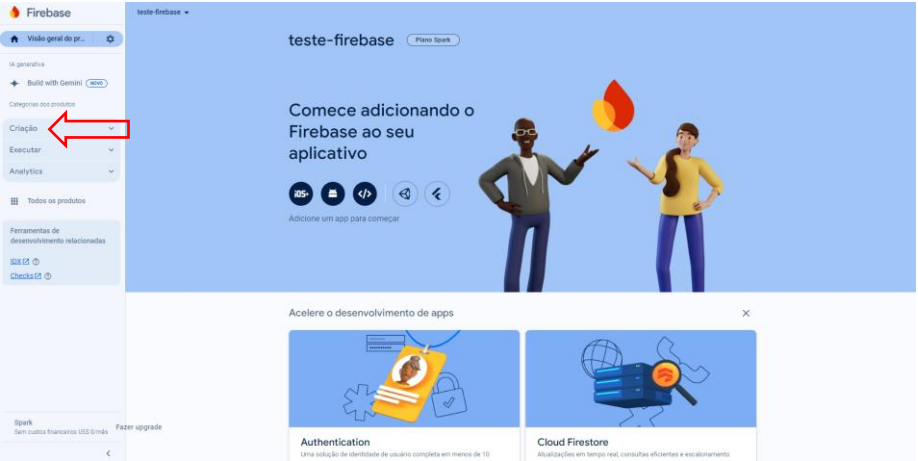 Firebase
teste-firebase
Visão geral do pr...
teste-firebase
Plano Spark
IA generativa
Build with Gemini
NOVO
Categorias dos produtos
Criação
Executar
Analytics
Todos os produtos
Ferramentas de
desenvolvimento relacionadas
IDX
Checks
Comece adicionando o
Firebase ao seu
aplicativo
iOS+
</>
Adicione um app para começar
Acelere o desenvolvimento de apps
Authentication
Uma solução de identidade de usuário completa em menos de 10
Cloud Firestore
Atualizações em tempo real, consultas eficientes e escalonamento
Spark
Sem custos financeiros US$ 0/mês
Fazer upgrade